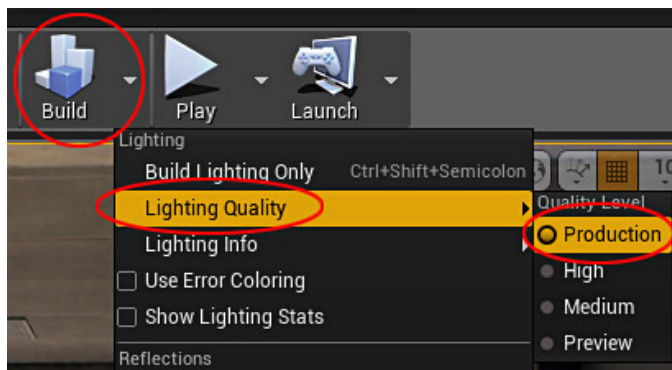 Build Play Launch
Lighting
Build Lighting Only Ctrl+Shift+Semicolon
Lighting Quality
Lighting Info
Use Error Coloring
Show Lighting Stats
Reflections
10
Quality Level
Production
High
Medium
Preview